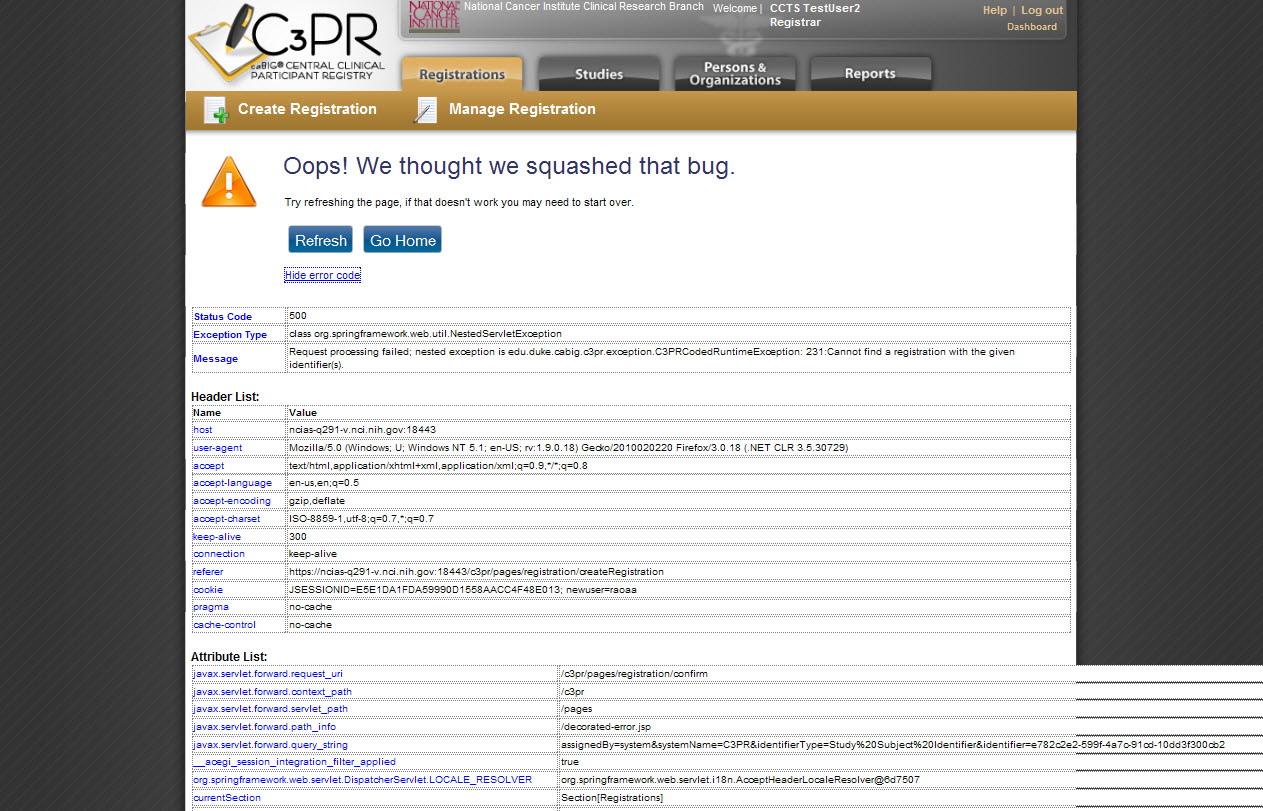 NATIONAL CANCER INSTITUTE
National Cancer Institute Clinical Research Branch Welcome | CCTS TestUser2
Registrar
Help | Log out
Dashboard
C3PR
caBIG® CENTRAL CLINICAL
PARTICIPANT REGISTRY
Registrations
Studies
Persons &
Organizations
Reports
Create Registration
Manage Registration
Oops! We thought we squashed that bug.
Try refreshing the page, if that doesn't work you may need to start over.
Refresh Go Home
Hide error code
Status Code 500
Exception Type class org.springframework.web.util.NestedServletException
Message Request processing failed; nested exception is edu.duke.cabig.c3pr.exception.C3PRCodedRuntimeException: 231:Cannot find a registration with the given
identifier(s).
Header List:
Name Value
host ncias-q291-v.nci.nih.gov:18443
user-agent Mozilla/5.0 (Windows; U; Windows NT 5.1; en-US; rv:1.9.0.18) Gecko/2010020220 Firefox/3.0.18 (.NET CLR 3.5.30729)
accept text/html,application/xhtml+xml,application/xml;q=0.9,*/*;q=0.8
accept-language en-us,en;q=0.5
accept-encoding gzip,deflate
accept-charset ISO-8859-1,utf-8;q=0.7,*;q=0.7
keep-alive 300
connection keep-alive
referer https://ncias-q291-v.nci.nih.gov:18443/c3pr/pages/registration/createRegistration
cookie JSESSIONID=E5E1DA1FDA59990D1558AACC4F48E013; newuser=raoaa
pragma no-cache
cache-control no-cache
Attribute List:
javax.servlet.forward.request_uri /c3pr/pages/registration/confirm
javax.servlet.forward.context_path /c3pr
javax.servlet.forward.servlet_path /pages
javax.servlet.forward.path_info /decorated-error.jsp
javax.servlet.forward.query_string assignedBy=system&systemName=C3PR&identifierType=Study%20Subject%20Identifier&identifier=e782c2e2-599f-4a7c-91cd-10dd3f300cb2
__acegi_session_integration_filter_applied true
org.springframework.web.servlet.DispatcherServlet.LOCALE_RESOLVER org.springframework.web.servlet.i18n.AcceptHeaderLocaleResolver@6d7507
currentSection Section[Registrations]